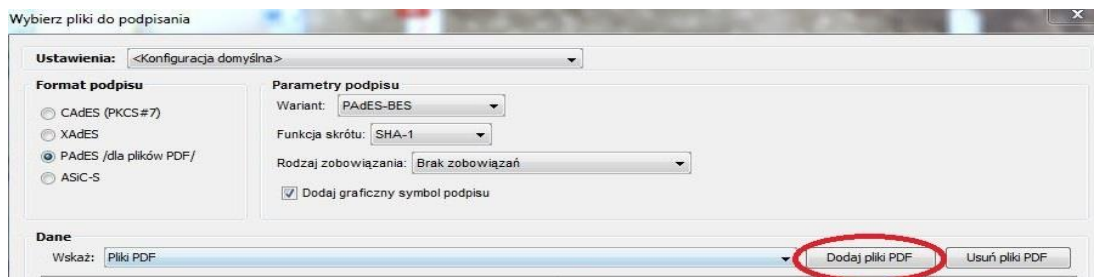 Wybierz pliki do podpisania
Ustawienia: <Konfiguracja domyślna>
Format podpisu
CAdES (PKCS#7)
XAdES
PAdES /dla plików PDF/
ASiC-S
Parametry podpisu
Wariant: PAdES-BES
Funkcja skrótu: SHA-1
Rodzaj zobowiązania: Brak zobowiązań
Dodaj graficzny symbol podpisu
Dane
Wskaż: Pliki PDF Dodaj pliki PDF Usuń pliki PDF